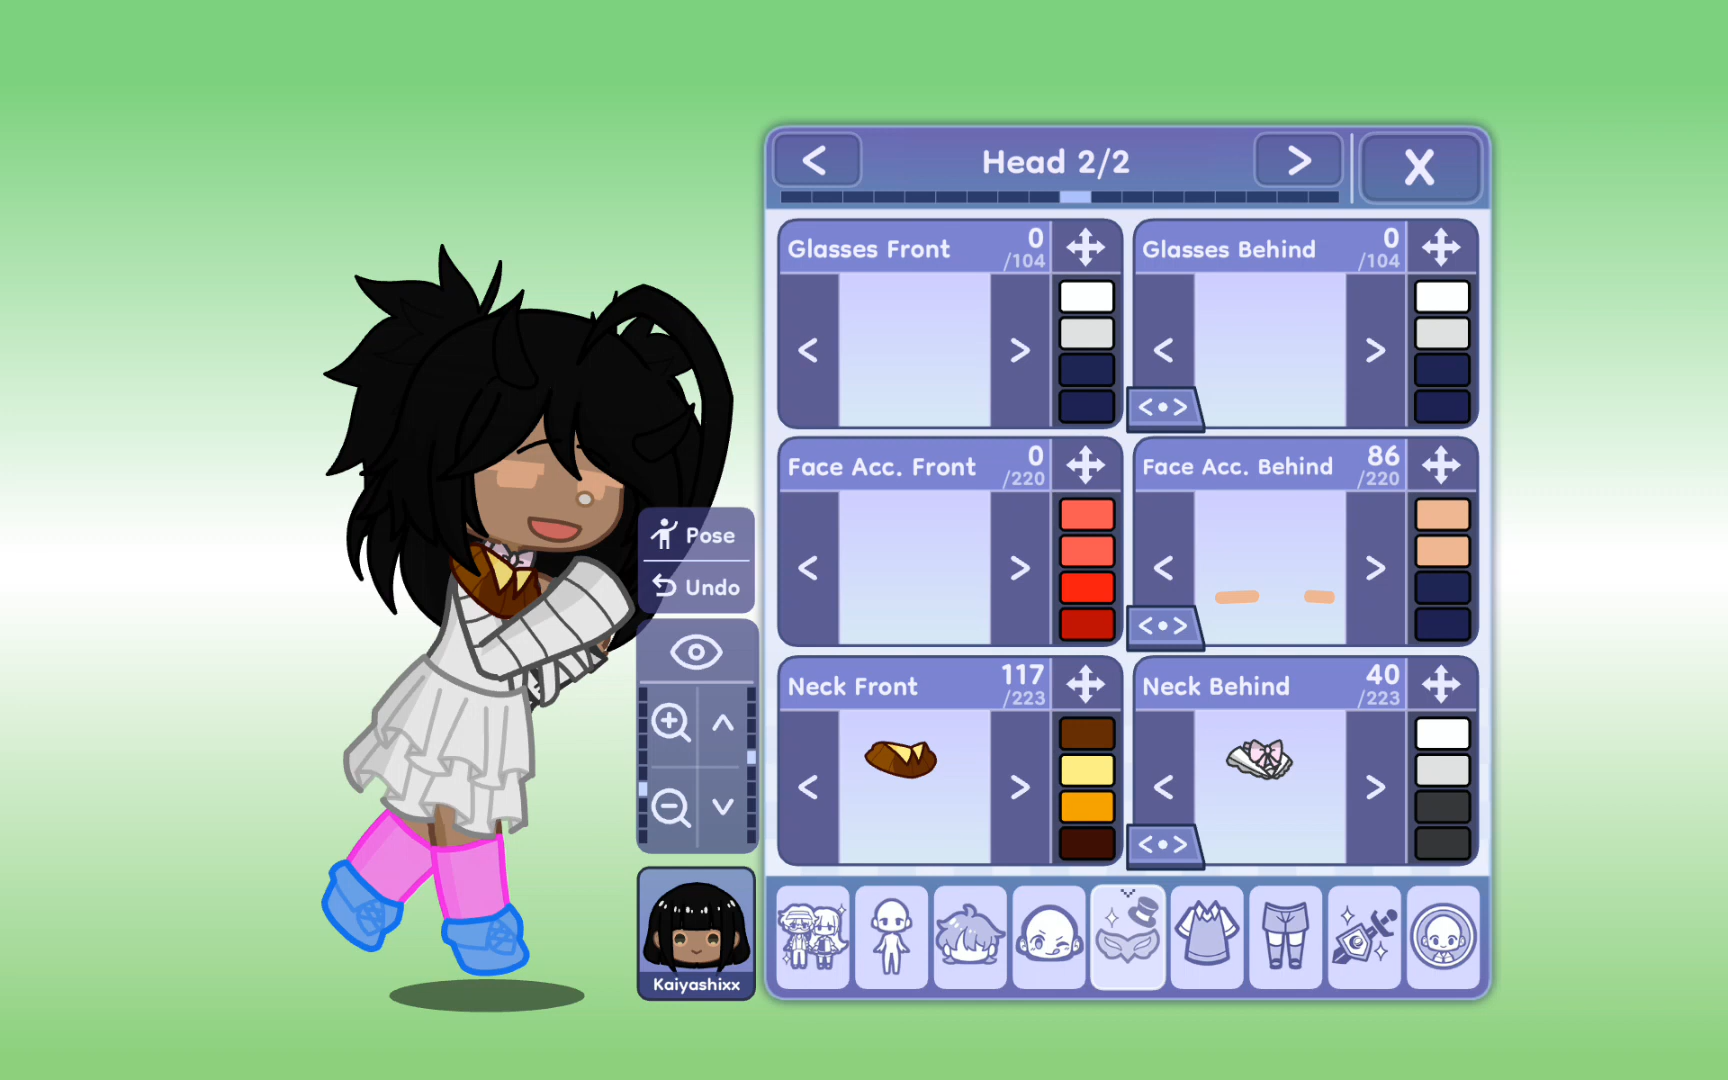 < Head 2/2 > X
Glasses Front 0 /104
Glasses Behind 0 /104
Face Acc. Front 0 /220
Face Acc. Behind 86 /220
Pose
Undo
Neck Front 117 /223
Neck Behind 40 /223
Kaiyashixx